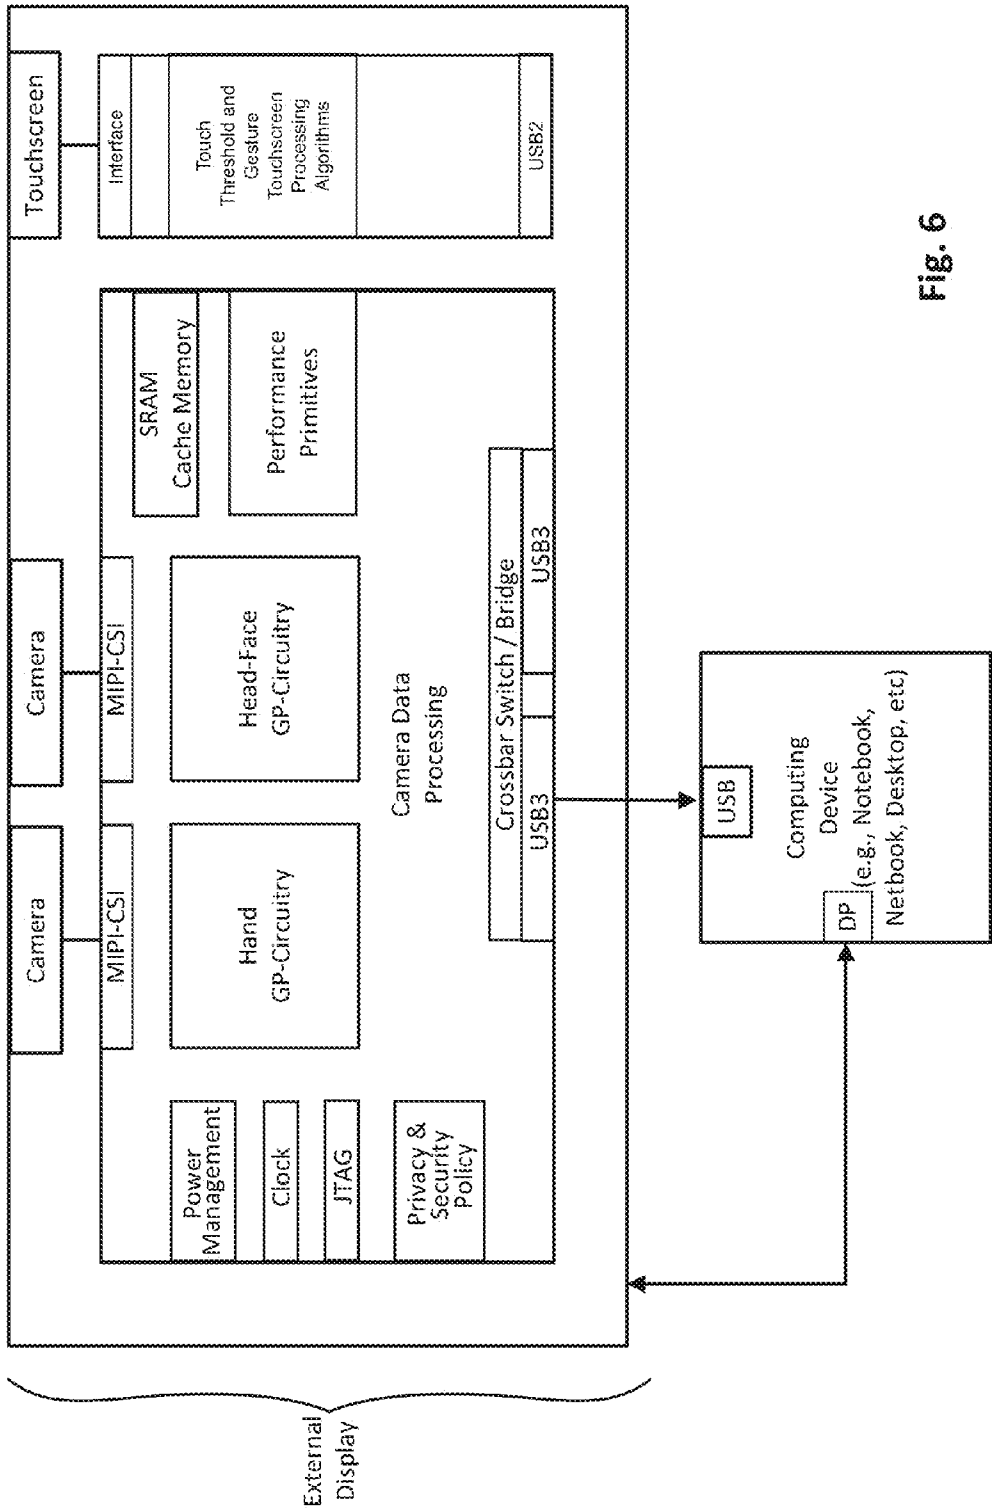 External
Display
Camera
Camera
Touchscreen
MIPI-CSI
MIPI-CSI
Interface
SRAM
Cache Memory
Power
Management
Hand
GP-Circuitry
Head-Face
GP-Circuitry
Performance
Primitives
Touch
Threshold and
Gesture
Touchscreen
Processing
Algorithms
Clock
JTAG
Privacy &
Security
Policy
Camera Data
Processing
Crossbar Switch / Bridge
USB3
USB3
USB2
USB
Computing
Device
(e.g., Notebook,
Netbook, Desktop, etc)
DP
Fig. 6